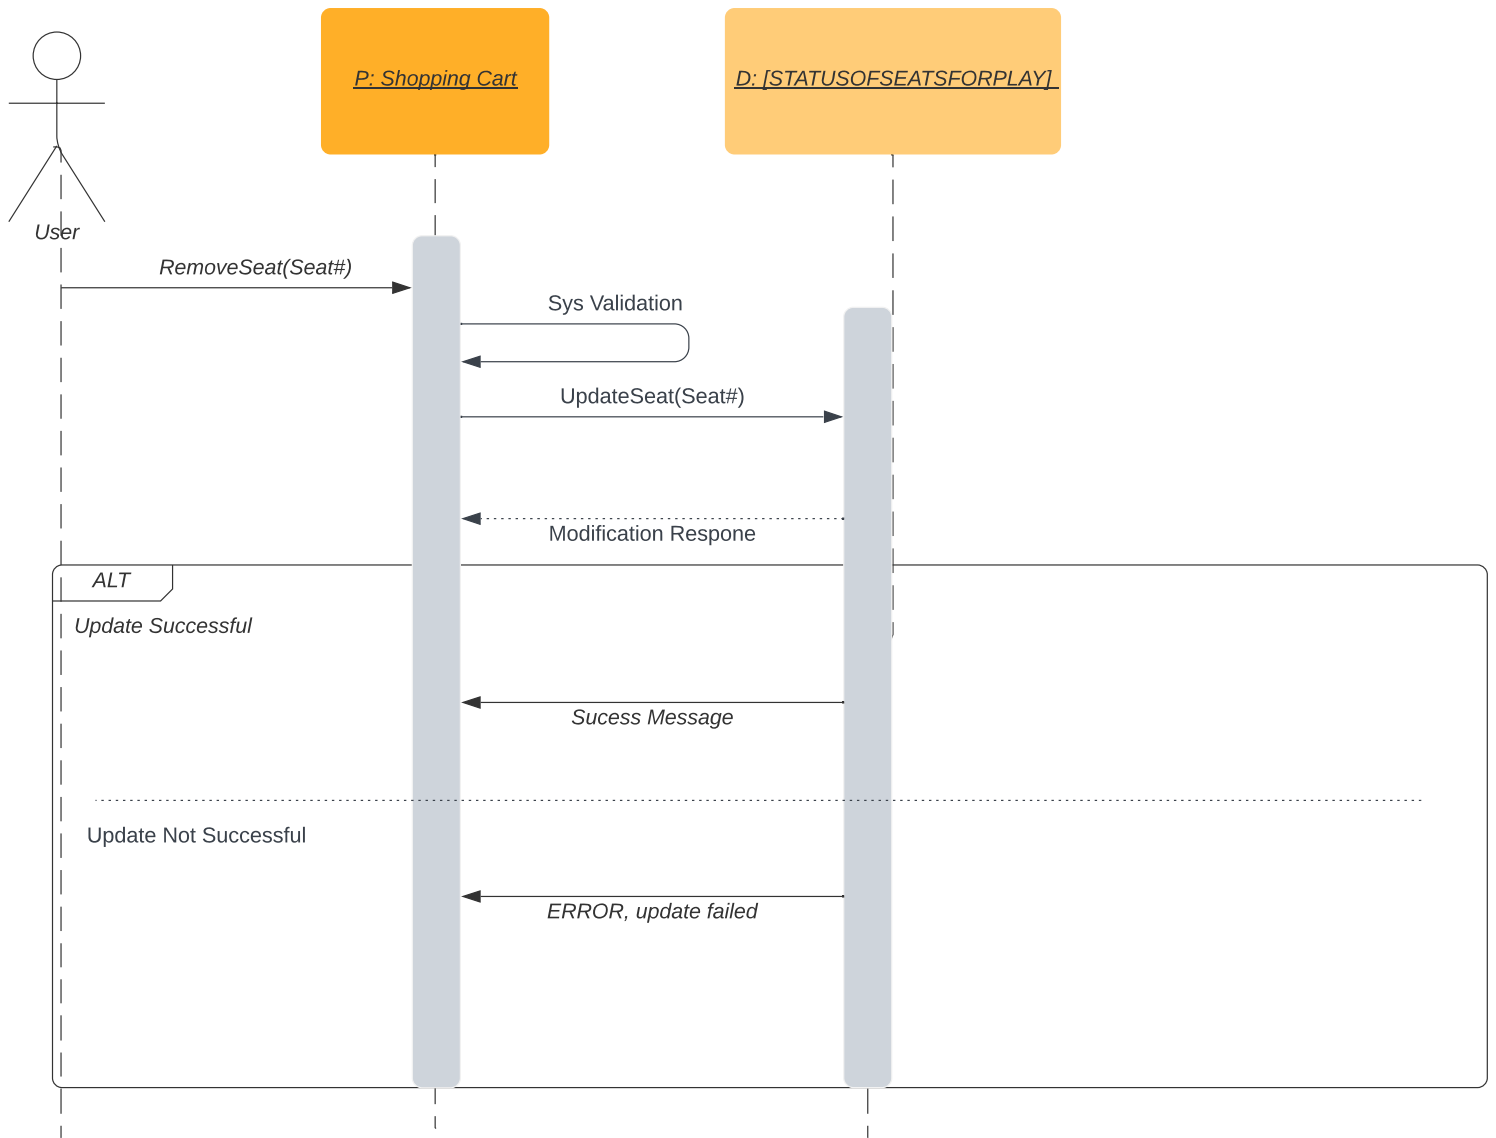 P: Shopping Cart
D: [STATUSOFSEATSFORPLAY]
User
RemoveSeat(Seat#)
Sys Validation
UpdateSeat(Seat#)
Modification Respone
ALT
Update Successful
Sucess Message
Update Not Successful
ERROR, update failed